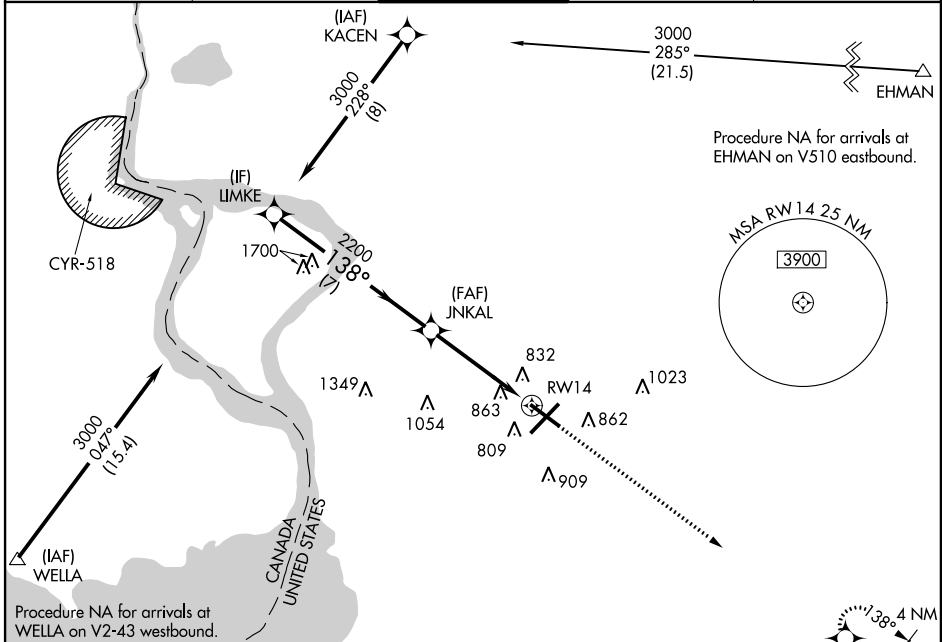 (IAF)
KACEN
3000
228°
(8)
3000
285°
(21.5)
EHMAN
Procedure NA for arrivals at
EHMAN on V510 eastbound.
(IF)
LIMKE
CYR-518
1700
2200
138°
(7)
MSA RW14 25 NM
3900
(FAF)
JNKAL
832
RW14
1023
1349
1054
863
862
809
909
3000
047°
(15.4)
(IAF)
WELLA
CANADA
UNITED STATES
Procedure NA for arrivals at
WELLA on V2-43 westbound.
138°
4 NM